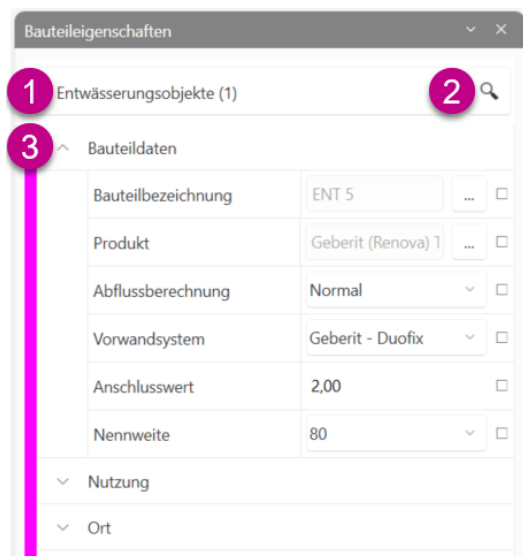 Bauteileigenschaften
1 Entwässerungsobjekte (1) 2
3 Bauteildaten
Bauteilbezeichnung ENT 5 ...
Produkt Geberit (Renova) 1 ...
Abflussberechnung Normal
Vorwandsystem Geberit - Duofix
Anschlusswert 2,00
Nennweite 80
Nutzung
Ort